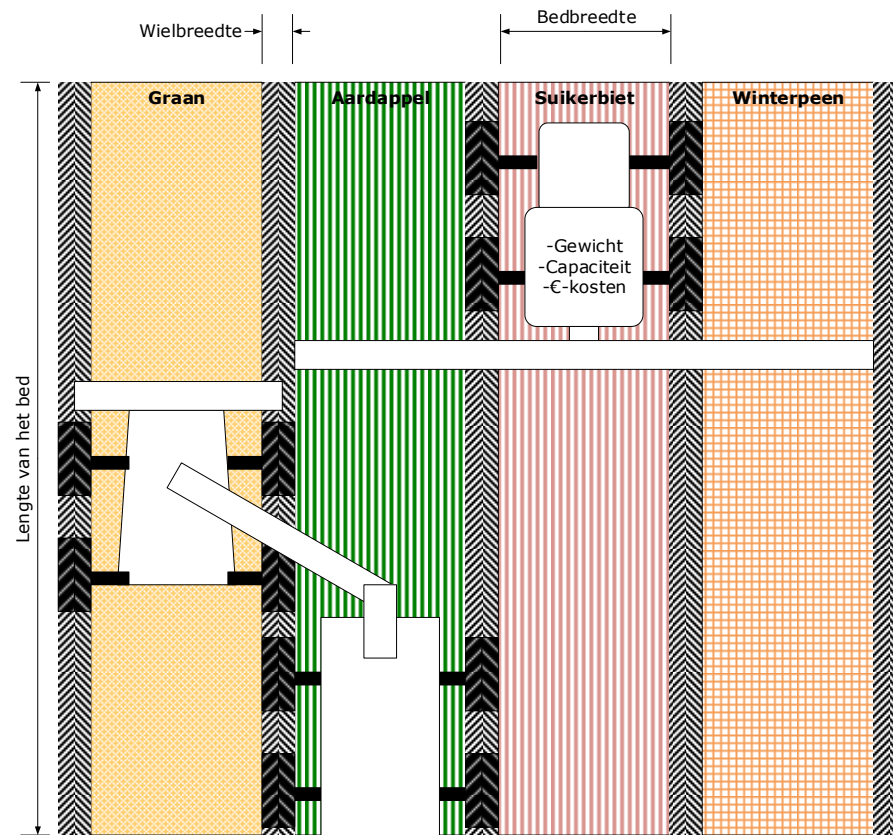 Wielbreedte
Bedbreedte
Graan
Aardappel
Suikerbiet
Winterpeen
-Gewicht
-Capaciteit
-€-kosten
Lengte van het bed